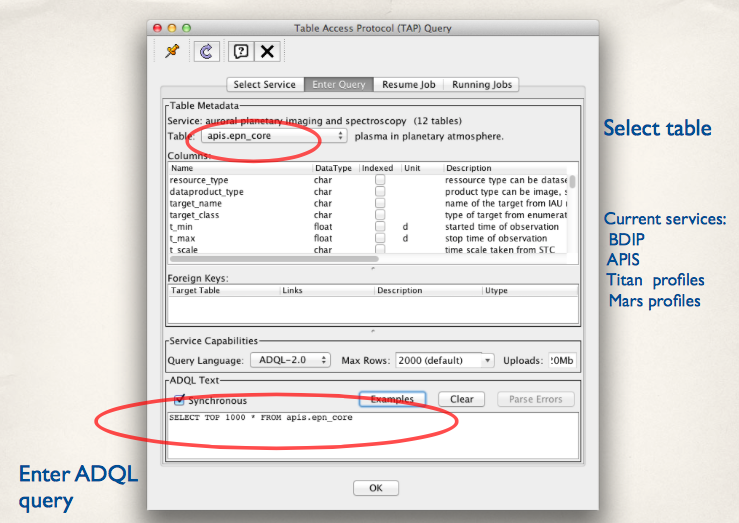 Table Access Protocol (TAP) Query
Select Service Enter Query Resume Job Running Jobs
Table Metadata
Service: auroral planetary imaging and spectroscopy (12 tables)
Table: apis.epn_core plasma in planetary atmosphere.
Select table
Columns:
Name DataType Indexed Unit Description
resource_type char ressource type can be datase
dataproduct_type char product type can be image, s
target_name char name of the target from IAU
target_class char type of target from enumerat
t_min float d started time of observation
t_max float d stop time of observation
t_scale char time scale taken from STC
Current services:
BDIP
APIS
Titan profiles
Mars profiles
Foreign Keys:
Target Table Links Description Utype
Service Capabilities
Query Language: ADQL-2.0 Max Rows: 2000 (default) Uploads: 20Mb
ADQL Text
Synchronous Examples Clear Parse Errors
SELECT TOP 1000 * FROM apis.epn_core
Enter ADQL
query
OK